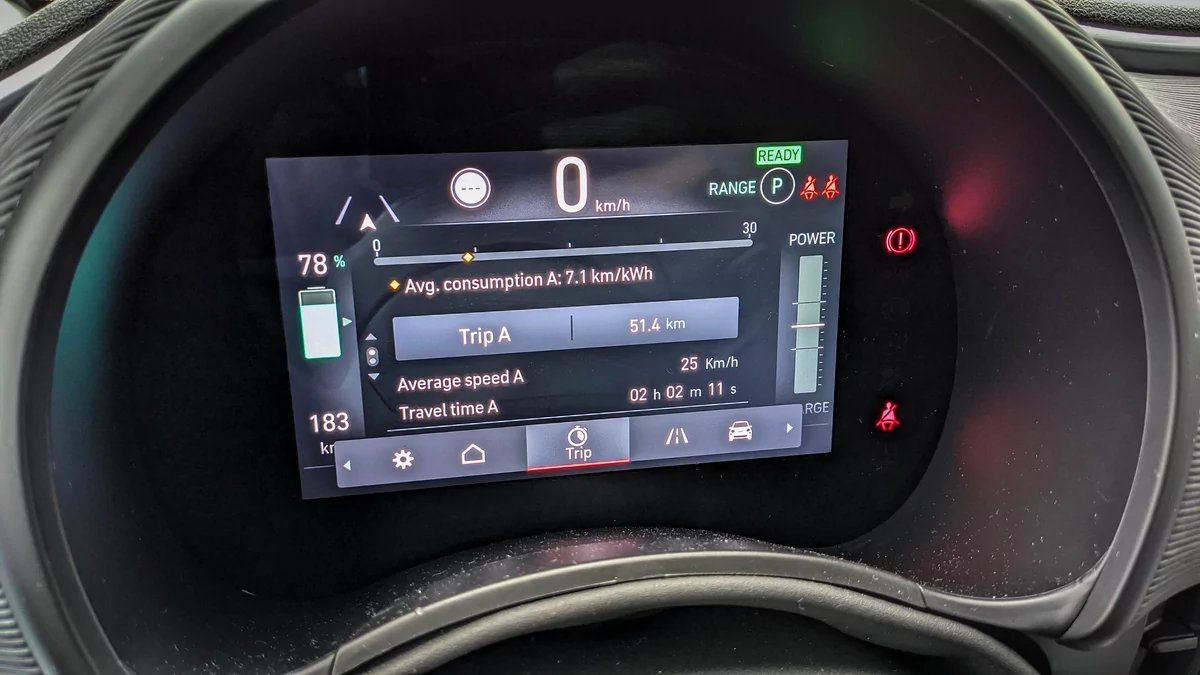 READY
0 km/h
RANGE P
0 30
78 %
POWER
Avg. consumption A: 7.1 km/kWh
Trip A 51.4 km
Average speed A 25 Km/h
Travel time A 02 h 02 m 11 s
183
Trip